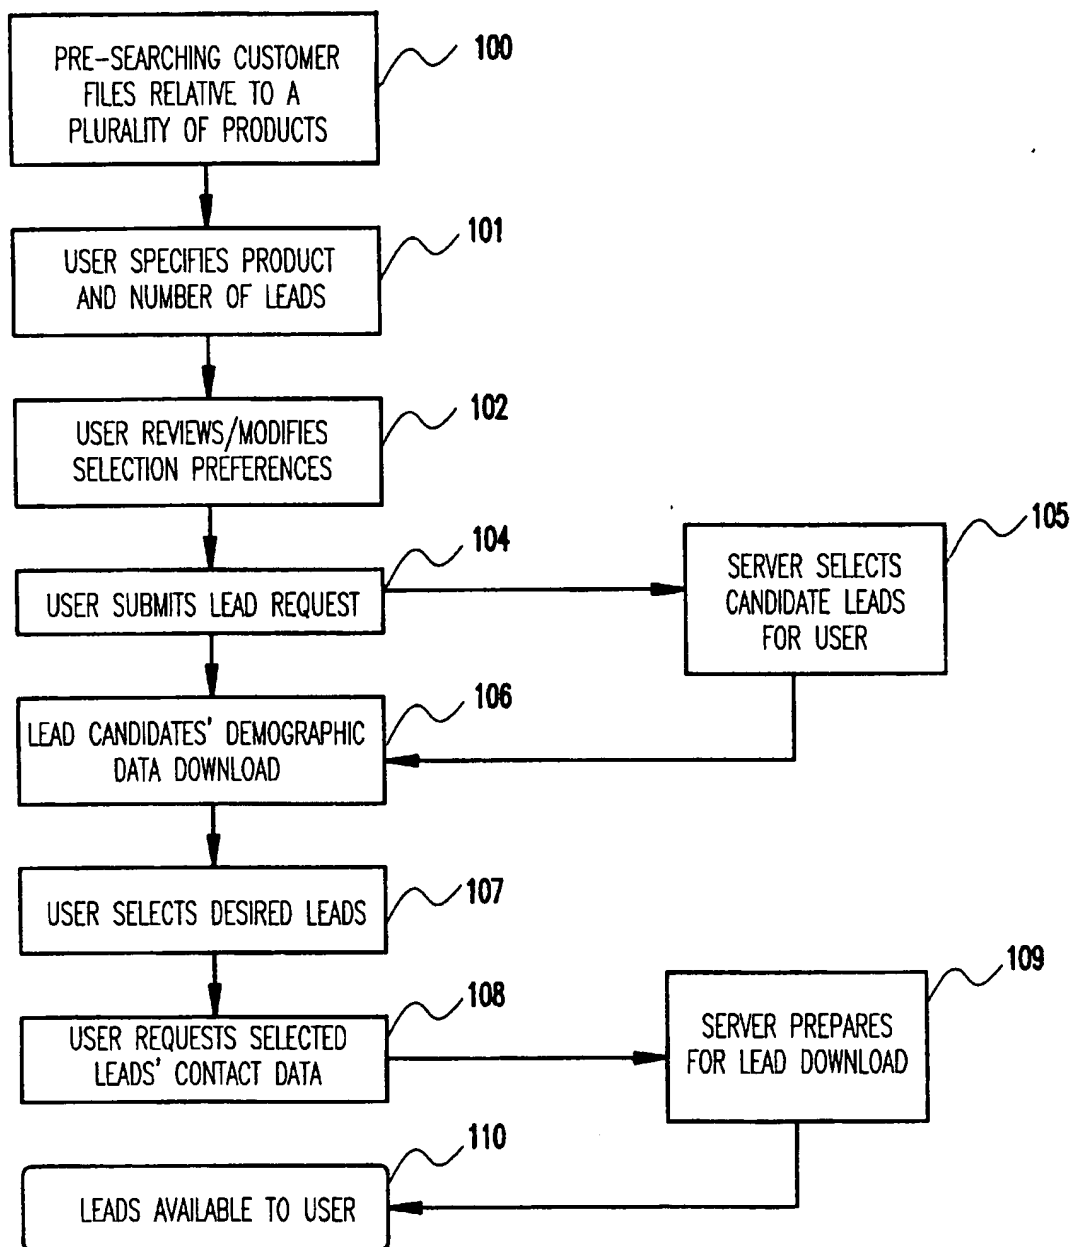 PRE-SEARCHING CUSTOMER
FILES RELATIVE TO A
PLURALITY OF PRODUCTS
100
USER SPECIFIES PRODUCT
AND NUMBER OF LEADS
101
USER REVIEWS/MODIFIES
SELECTION PREFERENCES
102
USER SUBMITS LEAD REQUEST
104
SERVER SELECTS
CANDIDATE LEADS
FOR USER
105
LEAD CANDIDATES' DEMOGRAPHIC
DATA DOWNLOAD
106
USER SELECTS DESIRED LEADS
107
USER REQUESTS SELECTED
LEADS' CONTACT DATA
108
SERVER PREPARES
FOR LEAD DOWNLOAD
109
LEADS AVAILABLE TO USER
110